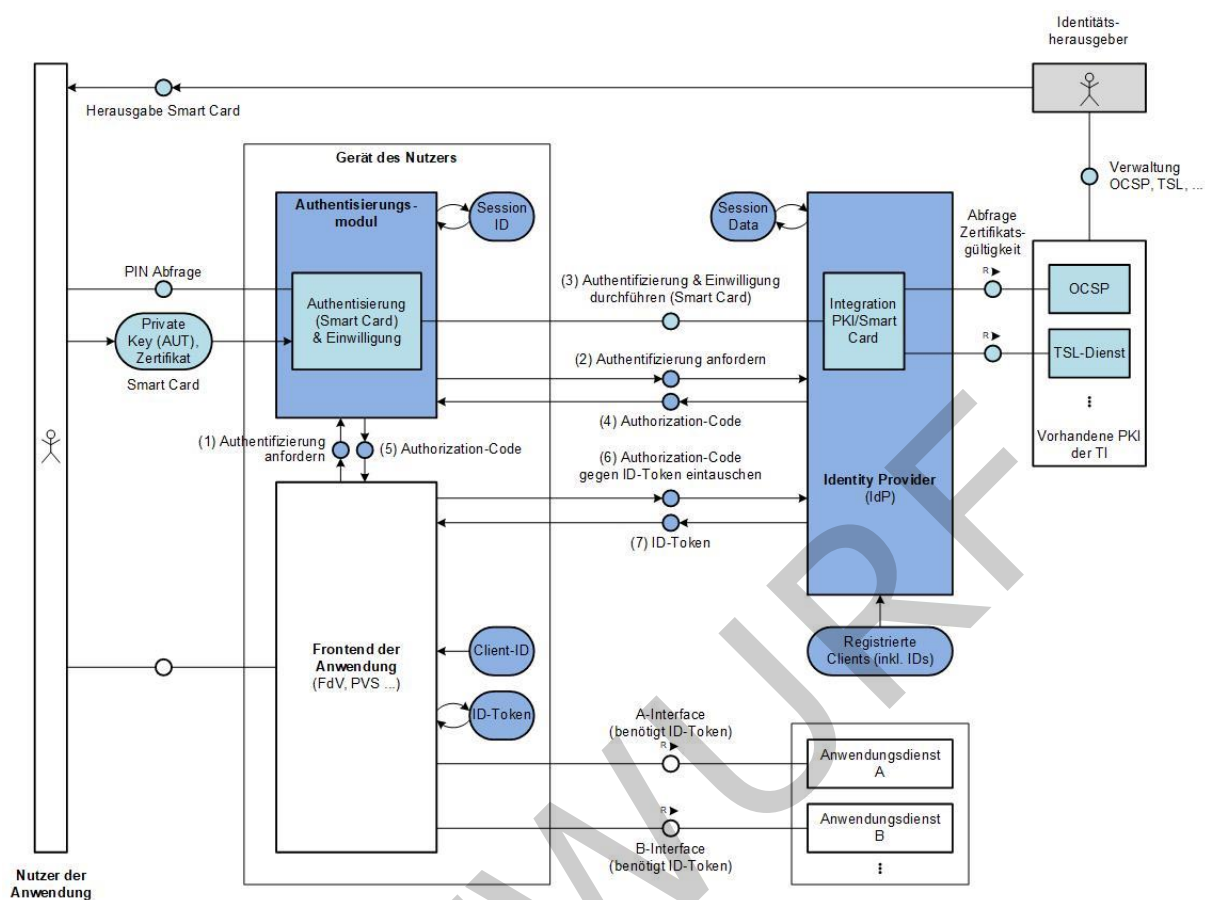 Identitäts-
herausgeber
Herausgabe Smart Card
Verwaltung
OCSP, TSL, ...
Gerät des Nutzers
Authentisierungs-
modul
Session
ID
Session
Data
Abfrage
Zertifikats-
gültigkeit
PIN Abfrage
Private
Key (AUT),
Zertifikat
Smart Card
Authentisierung
(Smart Card)
& Einwilligung
(3) Authentifizierung & Einwilligung
durchführen (Smart Card)
Integration
PKI/Smart
Card
R
OCSP
R
TSL-Dienst
Vorhandene PKI
der TI
(2) Authentifizierung anfordern
(4) Authorization-Code
(1) Authentifizierung
anfordern
(5) Authorization-Code
(6) Authorization-Code
gegen ID-Token eintauschen
(7) ID-Token
Identity Provider
(IdP)
Registrierte
Clients (inkl. IDs)
Frontend der
Anwendung
(FdV, PVS ...)
Client-ID
ID-Token
A-Interface
(benötigt ID-Token)
R
Anwendungsdienst
A
R
B-Interface
(benötigt ID-Token)
Anwendungsdienst
B
Nutzer der
Anwendung
TWURF